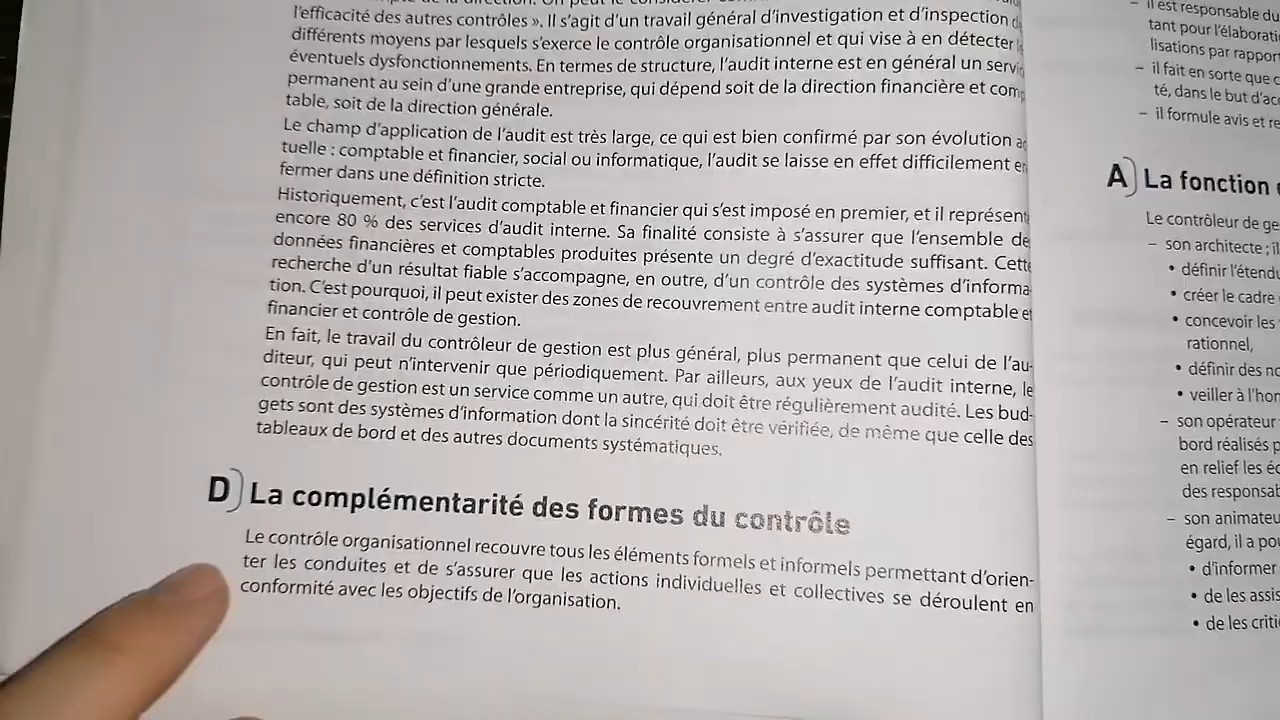 l'efficacité des autres contrôles ». Il s'agit d'un travail général d'investigation et d'inspection
différents moyens par lesquels s'exerce le contrôle organisationnel et qui vise à en détecter
éventuels dysfonctionnements. En termes de structure, l'audit interne est en général un servi
permanent au sein d'une grande entreprise, qui dépend soit de la direction financière et com
table, soit de la direction générale.
Le champ d'application de l'audit est très large, ce qui est bien confirmé par son évolution ac
tuelle : comptable et financier, social ou informatique, l'audit se laisse en effet difficilement en
fermer dans une définition stricte.
Historiquement, c'est l'audit comptable et financier qui s'est imposé en premier, et il représent
encore 80 % des services d'audit interne. Sa finalité consiste à s'assurer que l'ensemble de
données financières et comptables produites présente un degré d'exactitude suffisant. Cett
recherche d'un résultat fiable s'accompagne, en outre, d'un contrôle des systèmes d'informa
tion. C'est pourquoi, il peut exister des zones de recouvrement entre audit interne comptable et
financier et contrôle de gestion.
En fait, le travail du contrôleur de gestion est plus général, plus permanent que celui de l'au-
diteur, qui peut n'intervenir que périodiquement. Par ailleurs, aux yeux de l'audit interne, le
contrôle de gestion est un service comme un autre, qui doit être régulièrement audité. Les bud-
gets sont des systèmes d'information dont la sincérité doit être vérifiée, de même que celle des
tableaux de bord et des autres documents systématiques.
D) La complémentarité des formes du contrôle
Le contrôle organisationnel recouvre tous les éléments formels et informels permettant d'orien-
ter les conduites et de s'assurer que les actions individuelles et collectives se déroulent en
conformité avec les objectifs de l'organisation.
– il est responsable du
tant pour l'élaborati
lisations par rappor
– il fait en sorte que
té, dans le but d'ac
– il formule avis et re
A) La fonction
Le contrôleur de ge
– son architecte ; il
• définir l'étend
• créer le cadre
• concevoir les
rationnel,
• définir des no
• veiller à l'hon
– son opérateur
bord réalisés p
en relief les éc
des responsab
– son animateu
égard, il a pou
• d'informer
• de les assis
• de les criti